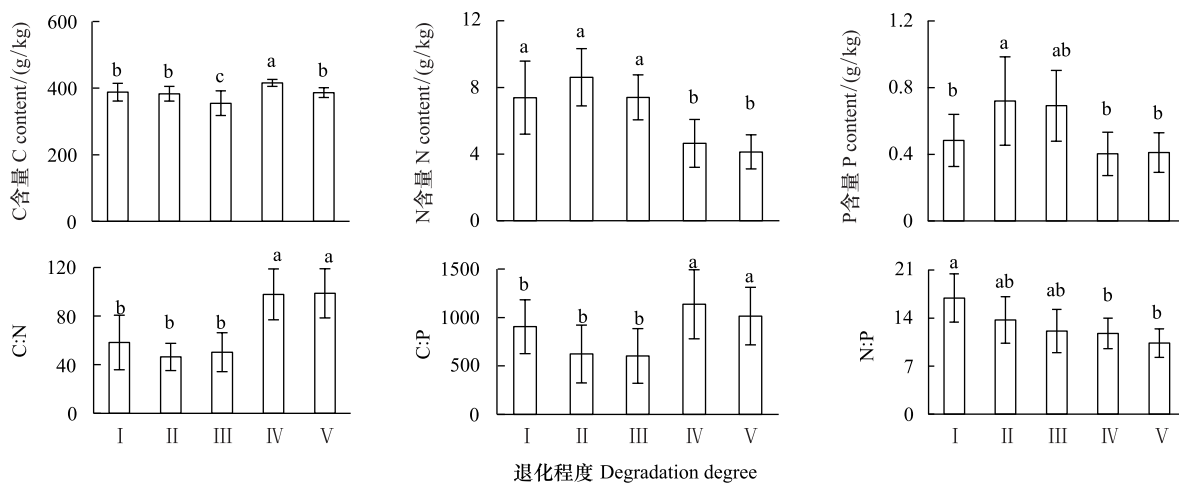 C含量 C content/(g/kg)
600
400
200
0
b
b
c
a
b
N含量 N content/(g/kg)
12
8
4
0
a
a
a
b
b
P含量 P content/(g/kg)
1.2
0.8
0.4
0
b
a
ab
b
b
C:N
120
80
40
0
b
b
b
a
a
I II III IV V
C:P
1500
1000
500
0
b
b
b
a
a
I II III IV V
N:P
21
14
7
0
a
ab
ab
b
b
I II III IV V
退化程度 Degradation degree